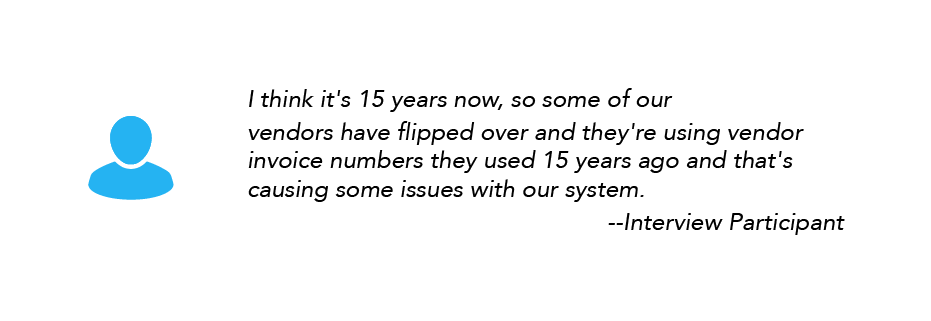 I think it's 15 years now, so some of our
vendors have flipped over and they're using vendor
invoice numbers they used 15 years ago and that's
causing some issues with our system.
--Interview Participant